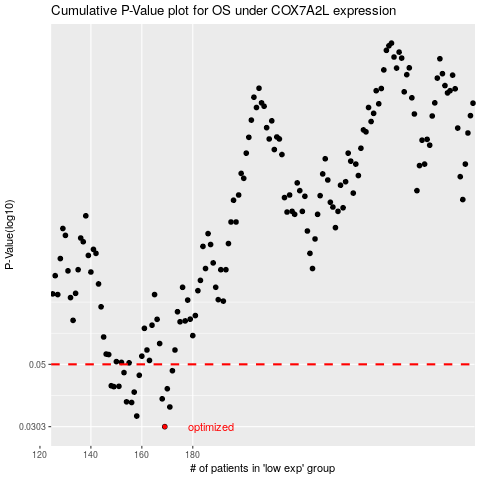 Cumulative P-Value plot for OS under COX7A2L expression
P-Value(log10)
0.05
0.0303
optimized
120 140 160 180
# of patients in 'low exp' group